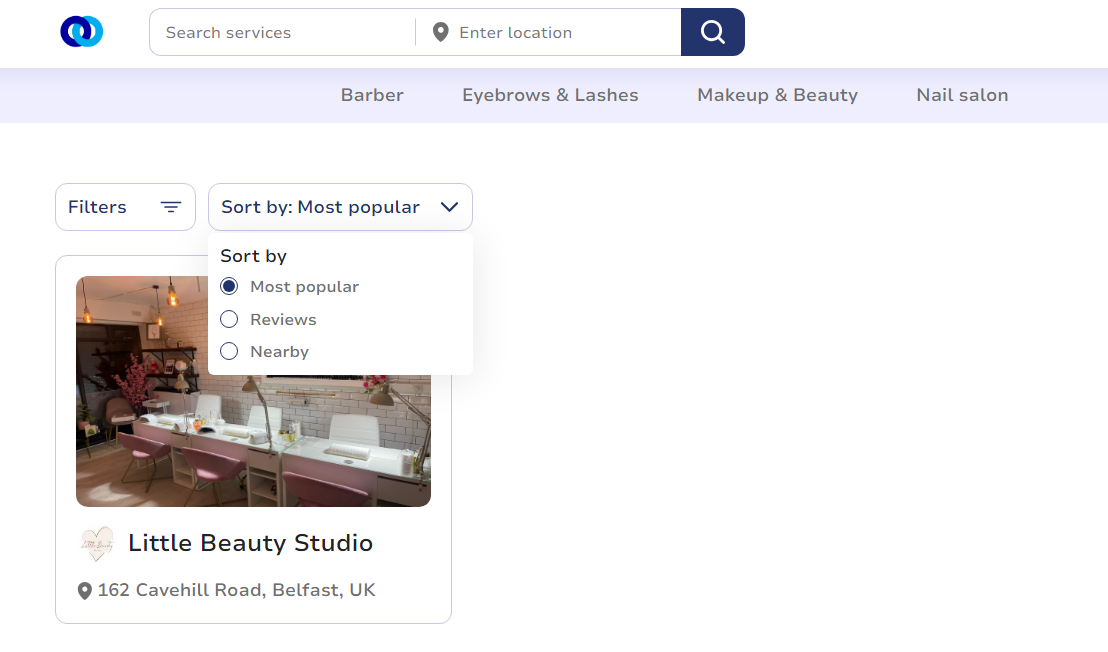 Search services
Enter location
Barber
Eyebrows & Lashes
Makeup & Beauty
Nail salon
Filters
Sort by: Most popular
Sort by
Most popular
Reviews
Nearby
Little Beauty Studio
162 Cavehill Road, Belfast, UK